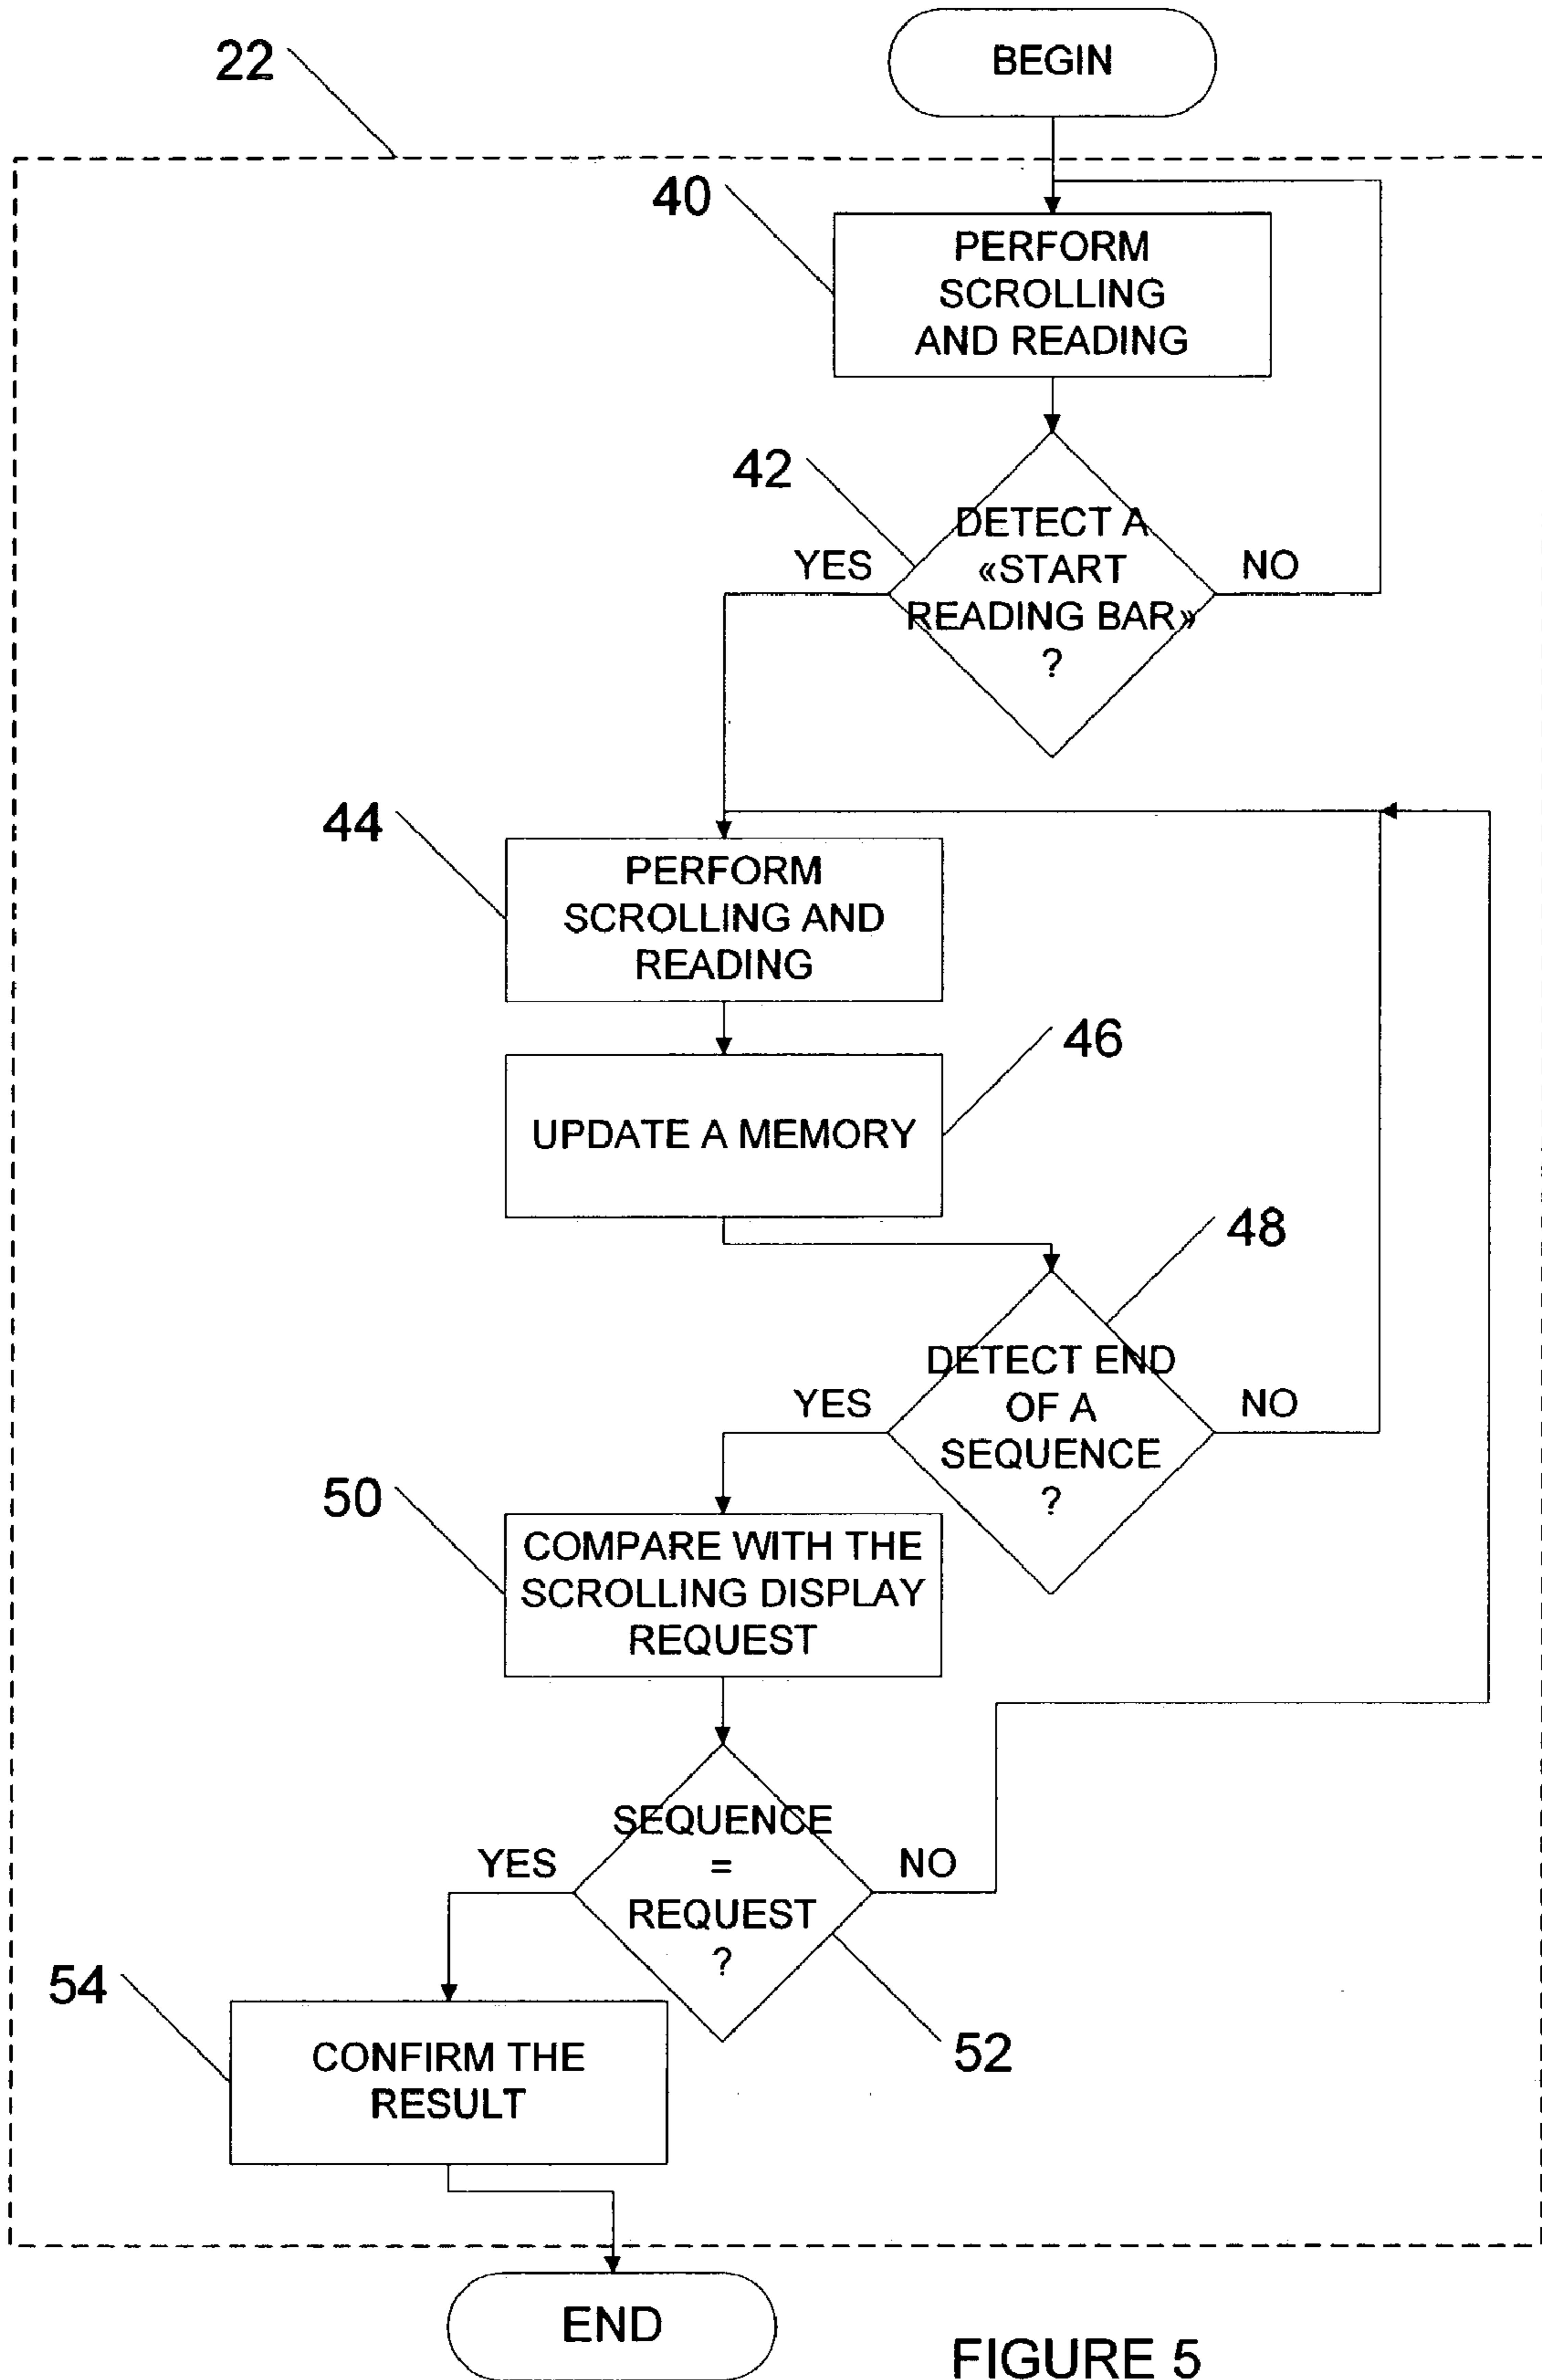 BEGIN
22
40
PERFORM
SCROLLING
AND READING
42
DETECT A
«START
READING BAR»
?
YES
NO
44
PERFORM
SCROLLING AND
READING
46
UPDATE A MEMORY
48
DETECT END
OF A
SEQUENCE
?
YES
NO
50
COMPARE WITH THE
SCROLLING DISPLAY
REQUEST
SEQUENCE
=
REQUEST
?
YES
NO
52
54
CONFIRM THE
RESULT
END
FIGURE 5